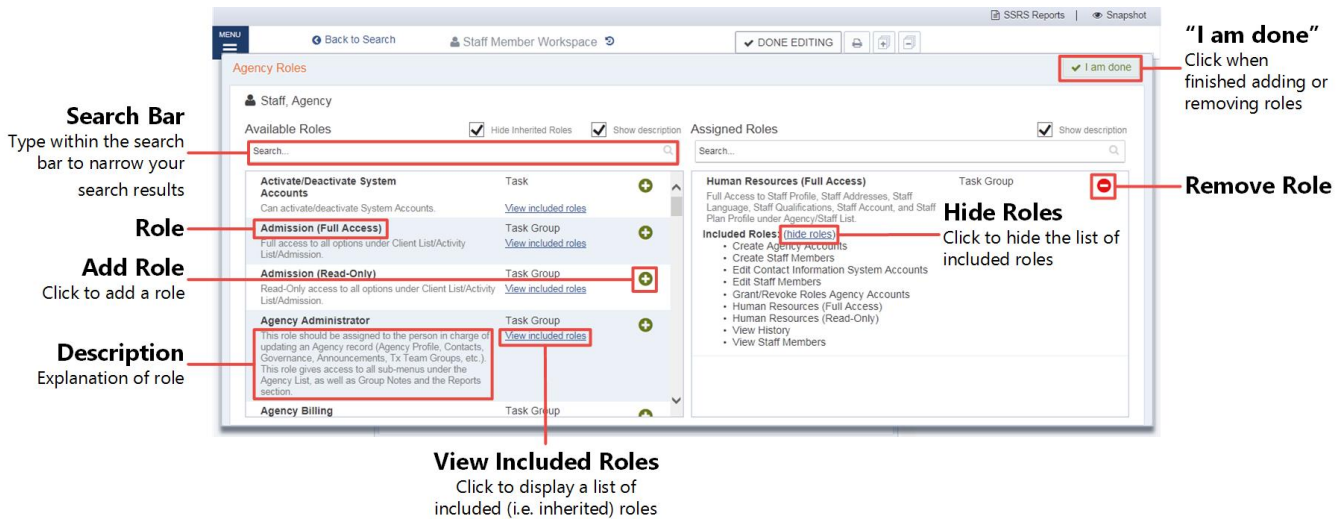 SSRS Reports | Snapshot
MENU
Back to Search
Staff Member Workspace
DONE EDITING
Agency Roles
I am done
Staff, Agency
Available Roles
Hide Inherited Roles
Show description
Search...
Activate/Deactivate System
Accounts
Task
Can activate/deactivate System Accounts.
View included roles
Admission (Full Access)
Task Group
Full access to all options under Client List/Activity
List/Admission.
View included roles
Admission (Read-Only)
Task Group
Read-Only access to all options under Client List/Activity
List/Admission.
View included roles
Agency Administrator
Task Group
This role should be assigned to the person in charge of
updating an Agency record (Agency Profile, Contacts,
Governance, Announcements, Tx Team Groups, etc.).
This role gives access to all sub-menus under the
Agency List, as well as Group Notes and the Reports
section.
View included roles
Agency Billing
Task Group
Assigned Roles
Show description
Search...
Human Resources (Full Access)
Task Group
Full Access to Staff Profile, Staff Addresses, Staff
Language, Staff Qualifications, Staff Account, and Staff
Plan Profile under Agency/Staff List.
Included Roles: (hide roles)
• Create Agency Accounts
• Create Staff Members
• Edit Contact Information System Accounts
• Edit Staff Members
• Grant/Revoke Roles Agency Accounts
• Human Resources (Full Access)
• Human Resources (Read-Only)
• View History
• View Staff Members
Search Bar
Type within the search
bar to narrow your
search results
Role
Add Role
Click to add a role
Description
Explanation of role
View Included Roles
Click to display a list of
included (i.e. inherited) roles
"I am done"
Click when
finished adding or
removing roles
Remove Role
Hide Roles
Click to hide the list of
included roles